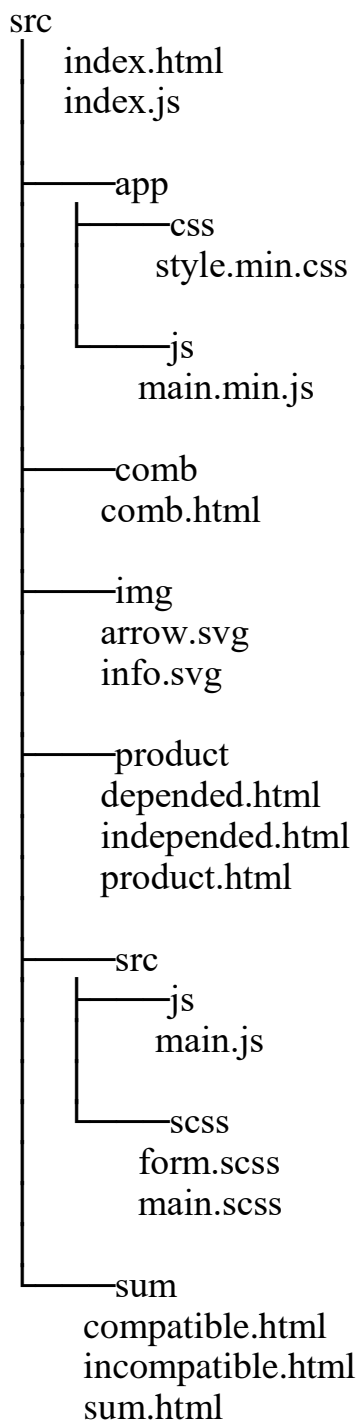 src
index.html
index.js
app
css
style.min.css
js
main.min.js
comb
comb.html
img
arrow.svg
info.svg
product
depended.html
independed.html
product.html
src
js
main.js
scss
form.scss
main.scss
sum
compatible.html
incompatible.html
sum.html